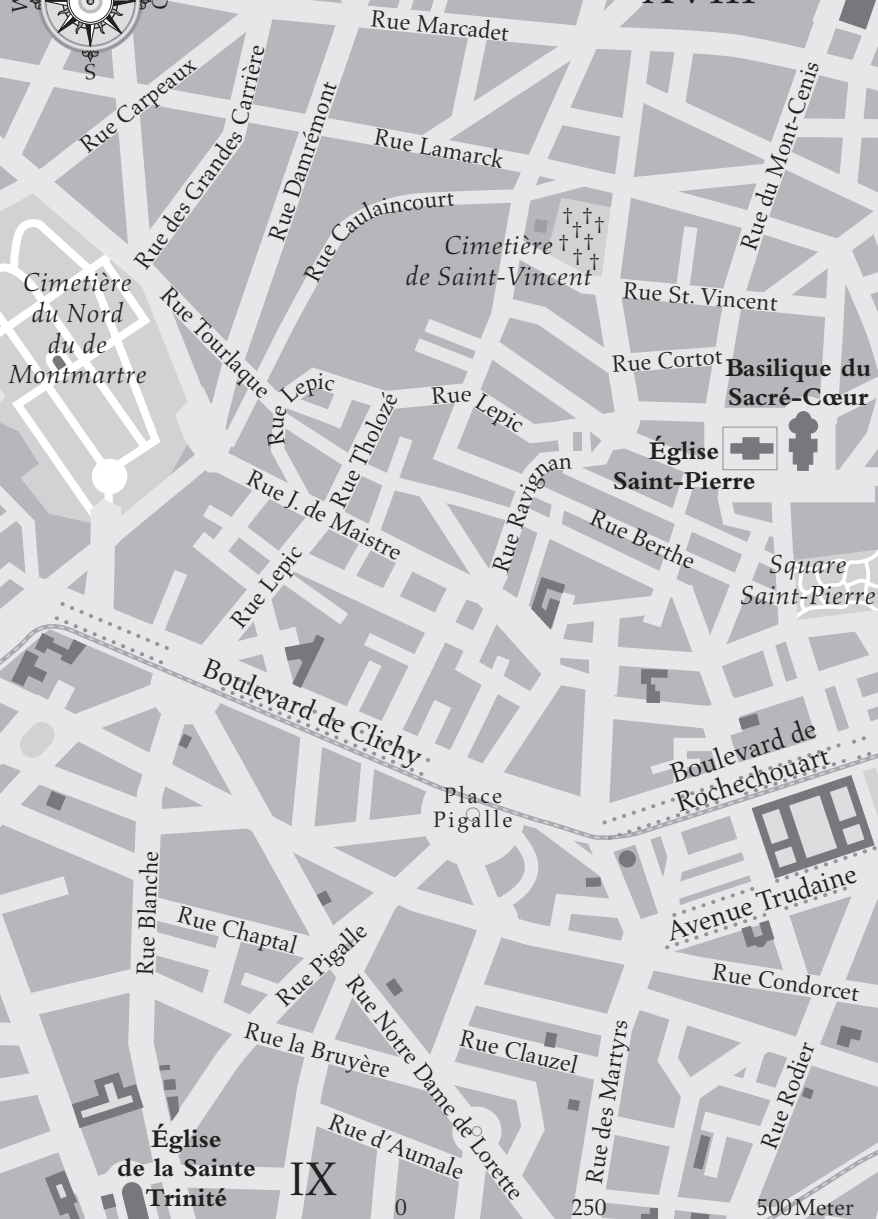 XVIII
W
O
S
Rue Marcadet
Rue Carpeaux
Rue des Grandes Carrière
Rue Damrémont
Rue Lamarck
Rue du Mont-Cenis
Rue Caulaincourt
Cimetière
de Saint-Vincent
Cimetière
du Nord
du de
Montmartre
Rue Tourlaque
Rue St. Vincent
Rue Cortot
Basilique du
Sacré-Cœur
Rue Lepic
Rue Lepic
Rue Tholozé
Église
Saint-Pierre
Rue Ravignan
Rue J. de Maistre
Rue Berthe
Rue Lepic
Square
Saint-Pierre
Boulevard de Clichy
Boulevard de
Rochechouart
Place
Pigalle
Avenue Trudaine
Rue Blanche
Rue Chaptal
Rue Pigalle
Rue Condorcet
Rue Notre Dame de Lorette
Rue la Bruyère
Rue Clauzel
Rue des Martyrs
Rue Rodier
Rue d'Aumale
Église
de la Sainte
Trinité
IX
0 250 500 Meter